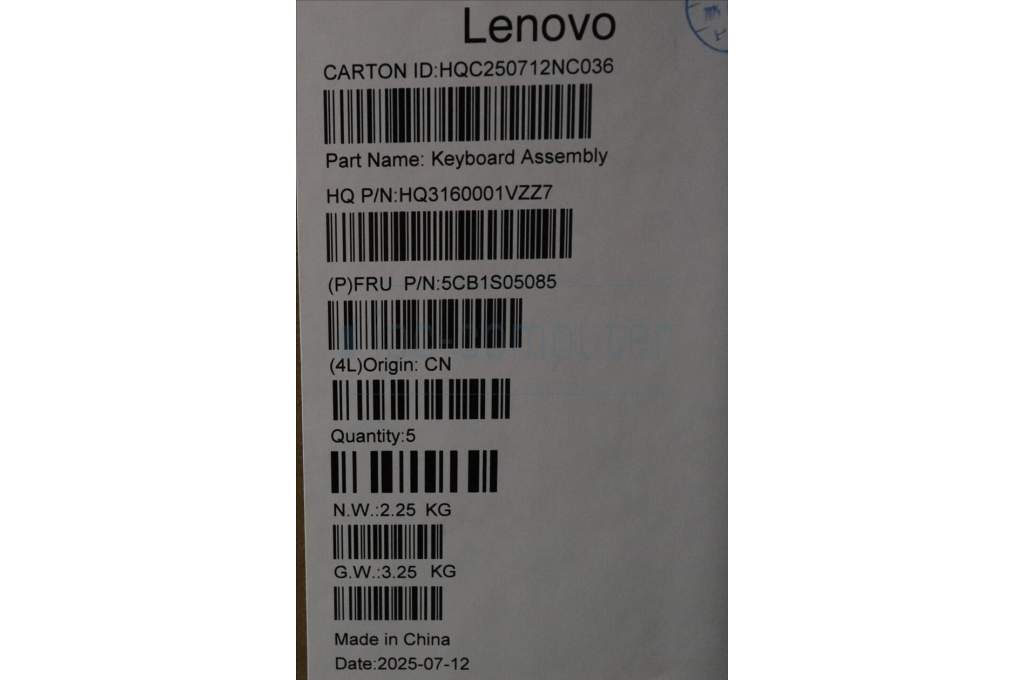 Lenovo
CARTON ID:HQC250712NC036
Part Name: Keyboard Assembly
HQ P/N:HQ3160001VZZ7
(P)FRU P/N:5CB1S05085
(4L)Origin: CN
Quantity:5
N.W.:2.25 KG
G.W.:3.25 KG
Made in China
Date:2025-07-12